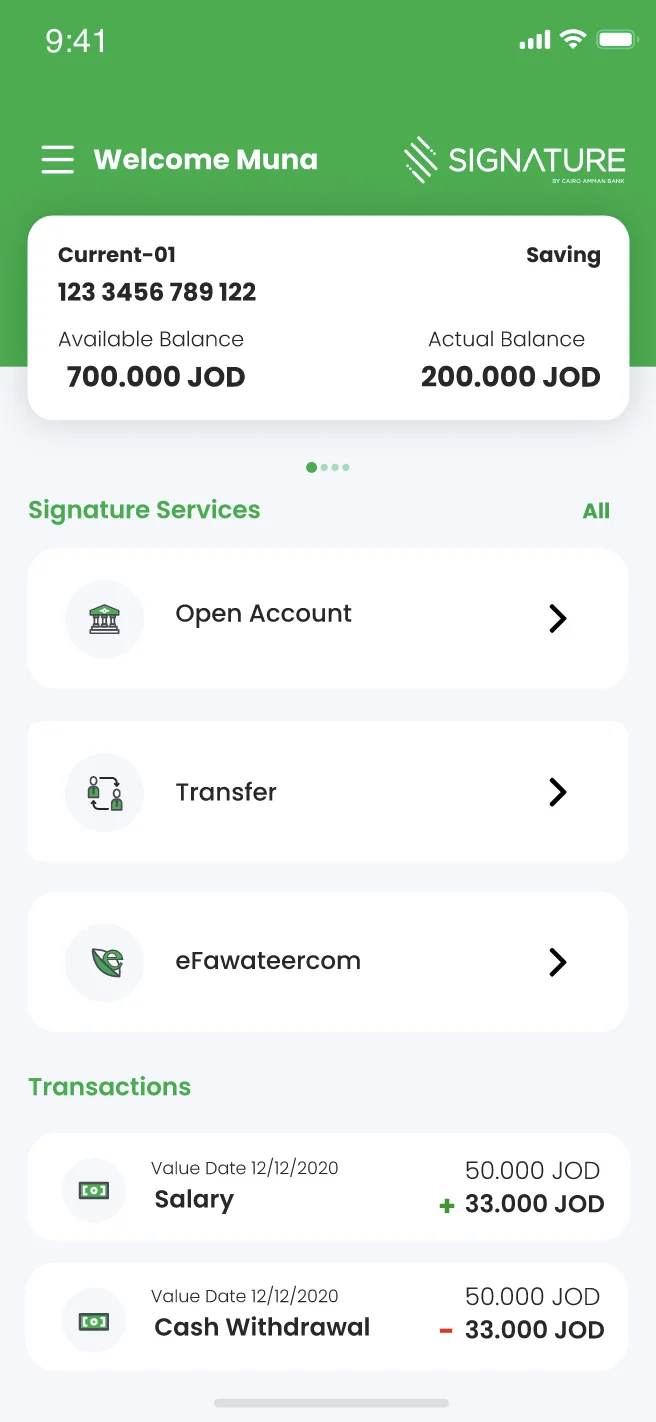 9:41
Welcome Muna
SIGNATURE
BY CAIRO AMMAN BANK
Current-01 Saving
123 3456 789 122
Available Balance Actual Balance
700.000 JOD 200.000 JOD
Signature Services All
Open Account
Transfer
eFawateercom
Transactions
Value Date 12/12/2020 50.000 JOD
Salary + 33.000 JOD
Value Date 12/12/2020 50.000 JOD
Cash Withdrawal - 33.000 JOD